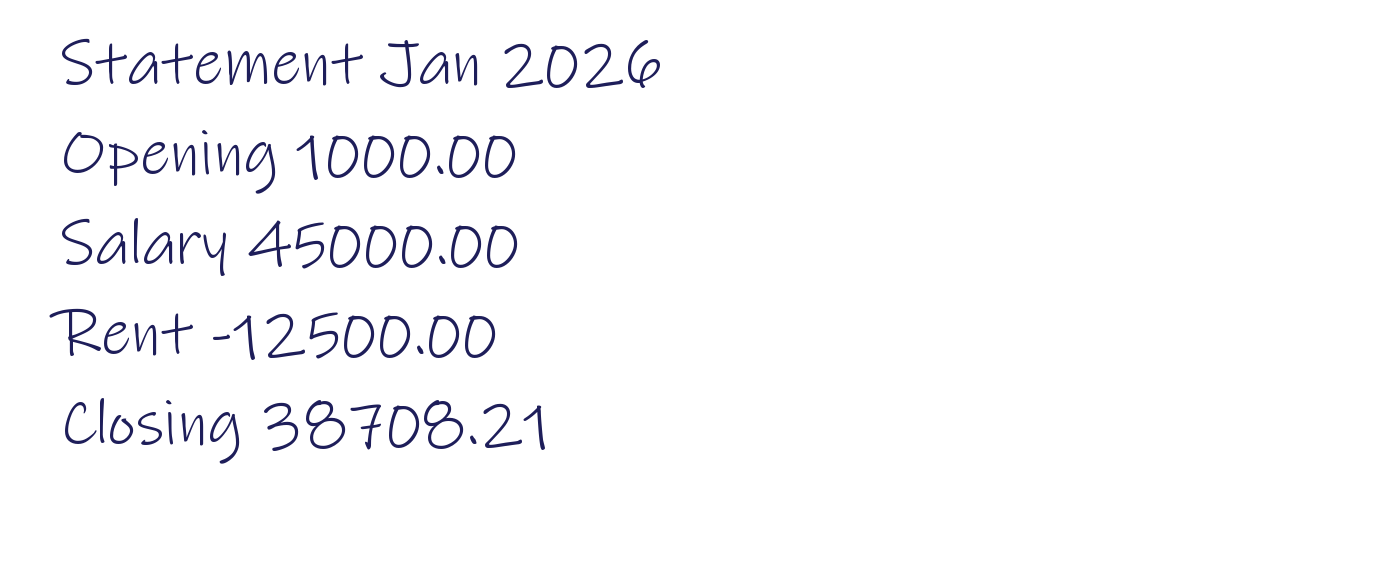 Statement Jan 2026
Opening 1000.00
Salary 45000.00
Rent -12500.00
Closing 38708.21